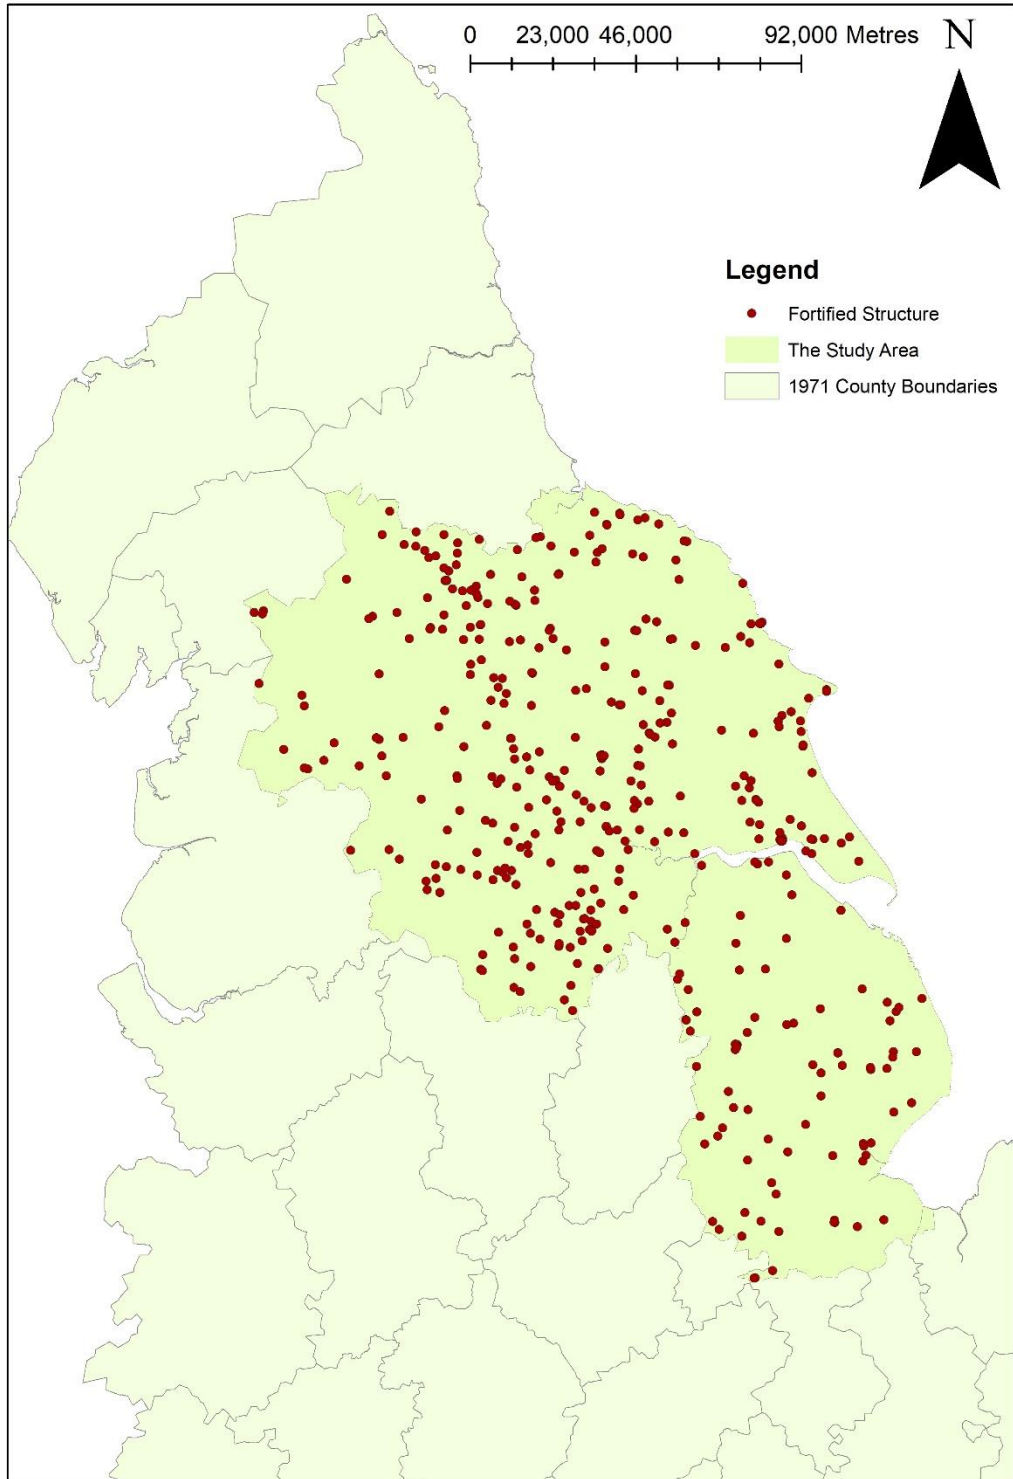 0 23,000 46,000 92,000 Metres N
Legend
Fortified Structure
The Study Area
1971 County Boundaries